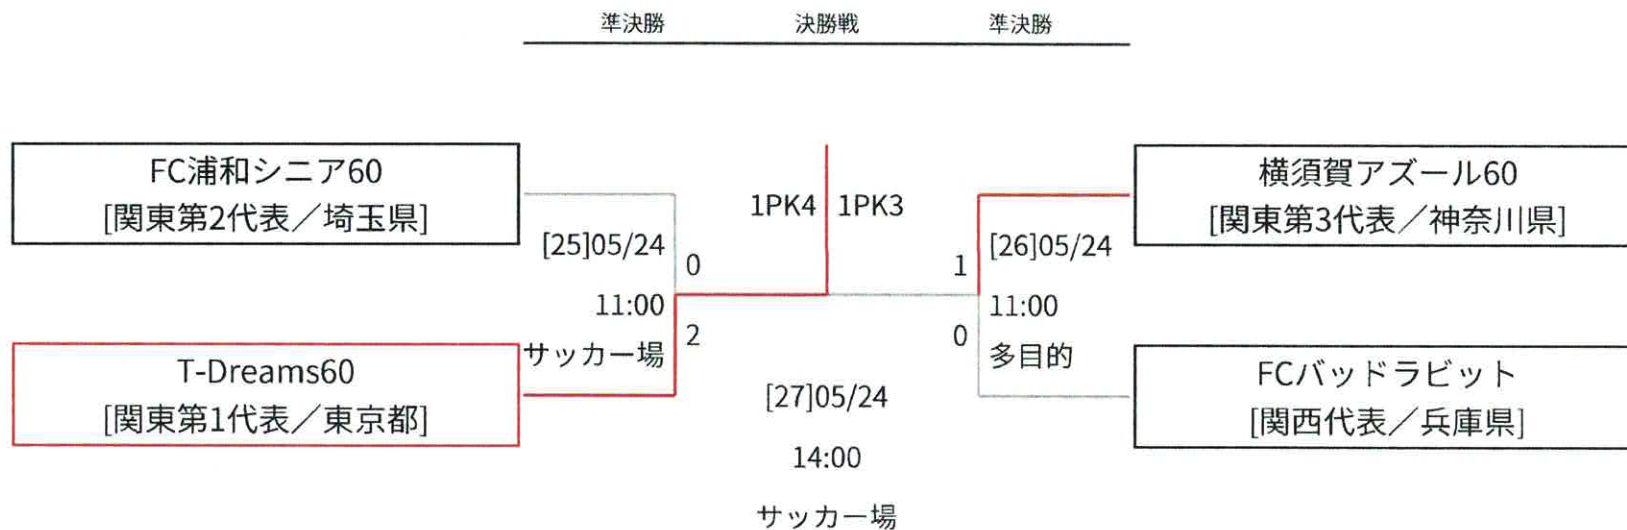 準決勝 決勝戦 準決勝
FC浦和シニア60
[関東第2代表／埼玉県]
T-Dreams60
[関東第1代表／東京都]
[25]05/24
11:00
サッカー場
0
2
1PK4 1PK3
[27]05/24
14:00
サッカー場
1
0
[26]05/24
11:00
多目的
横須賀アズール60
[関東第3代表／神奈川県]
FCバッドラビット
[関西代表／兵庫県]